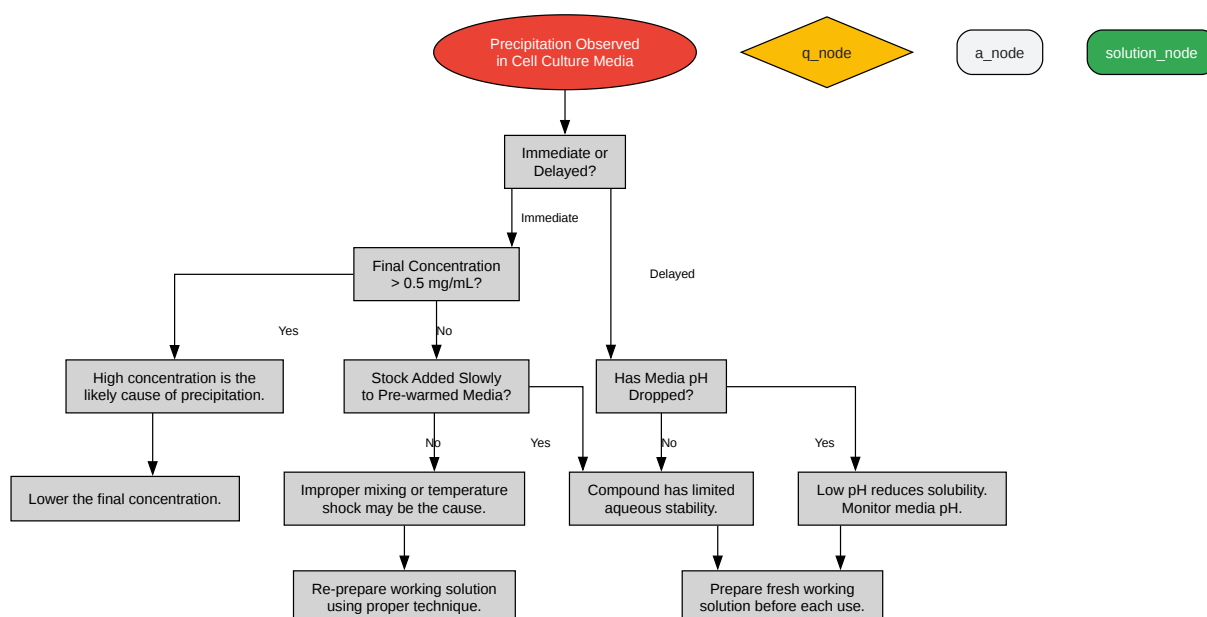 Precipitation Observed
in Cell Culture Media
q_node
a_node
solution_node
Immediate or
Delayed?
Immediate
Delayed
Final Concentration
> 0.5 mg/mL?
Yes
No
High concentration is the
likely cause of precipitation.
Stock Added Slowly
to Pre-warmed Media?
Has Media pH
Dropped?
No
Yes
No
Yes
Lower the final concentration.
Improper mixing or temperature
shock may be the cause.
Compound has limited
aqueous stability.
Low pH reduces solubility.
Monitor media pH.
Re-prepare working solution
using proper technique.
Prepare fresh working
solution before each use.